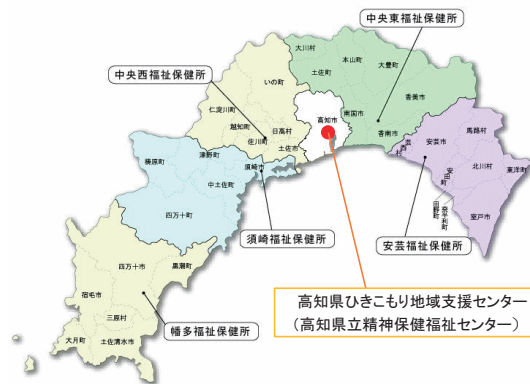 中央東福祉保健所
大川村
本山町
大豊町
土佐町
中央西福祉保健所
いの町
香美市
仁淀川町
高知市
南国市
越知町
日高村
香南市
馬路村
佐川町
土佐市
芸西村
安芸市
檮原町
津野町
須崎市
北川村
安田町
東洋町
中土佐町
田野町
奈半利町
室戸市
四万十町
須崎福祉保健所
安芸福祉保健所
四万十市
黒潮町
宿毛市
高知県ひきこもり地域支援センター
（高知県立精神保健福祉センター）
幡多福祉保健所
三原村
大月町
土佐清水市